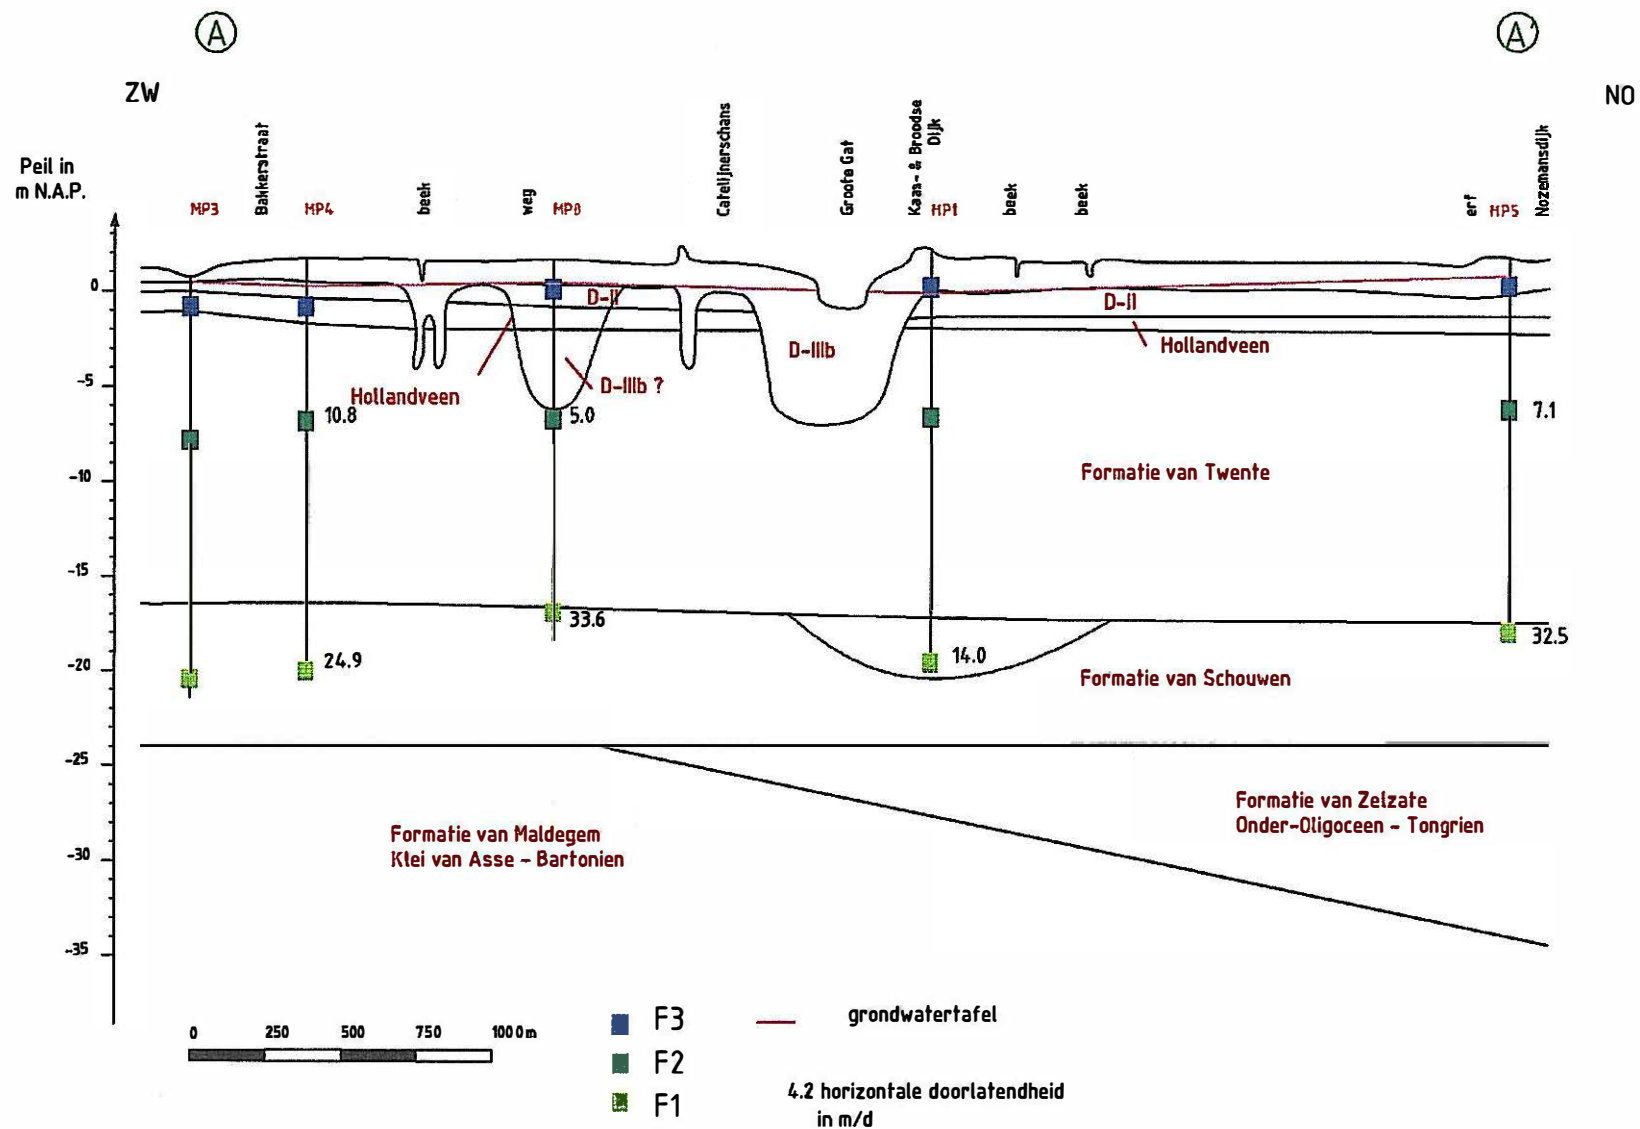 A
A'
ZW
NO
Peil in
m N.A.P.
MP3
Bakkerstraat
MP4
beek
weg
MP8
Catelijnerschans
Groote Gat
Kaas- & Broodse
Dijk
MP1
beek
beek
erf
MP5
Nozemansdijk
0
-5
-10
-15
-20
-25
-30
-35
D-II
D-II
D-IIIb
D-IIIb ?
Hollandveen
Hollandveen
10.8
5.0
7.1
Formatie van Twente
33.6
24.9
14.0
32.5
Formatie van Schouwen
Formatie van Maldegem
Klei van Asse - Bartonien
Formatie van Zelzate
Onder-Oligoceen - Tongrien
0 250 500 750 1000m
F3
F2
F1
grondwatertafel
4.2 horizontale doorlatendheid
in m/d